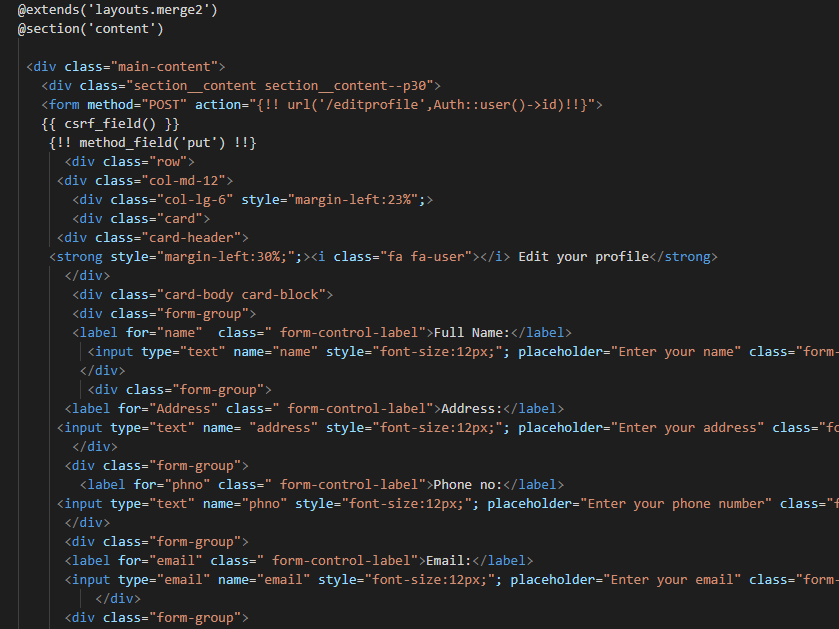 @extends('layouts.merge2')
@section('content')
<div class="main-content">
<div class="section__content section__content--p30">
<form method="POST" action="{!! url('/editprofile',Auth::user()->id)!!}">
{{ csrf_field() }}
{!! method_field('put') !!}
<div class="row">
<div class="col-md-12">
<div class="col-lg-6" style="margin-left:23%";>
<div class="card">
<div class="card-header">
<strong style="margin-left:30%;";><i class="fa fa-user"></i> Edit your profile</strong>
</div>
<div class="card-body card-block">
<div class="form-group">
<label for="name"  class=" form-control-label">Full Name:</label>
<input type="text" name="name" style="font-size:12px;"; placeholder="Enter your name" class="form-
</div>
<div class="form-group">
<label for="Address" class=" form-control-label">Address:</label>
<input type="text" name= "address" style="font-size:12px;"; placeholder="Enter your address" class="fo
</div>
<div class="form-group">
<label for="phno" class=" form-control-label">Phone no:</label>
<input type="text" name="phno" style="font-size:12px;"; placeholder="Enter your phone number" class="f
</div>
<div class="form-group">
<label for="email" class=" form-control-label">Email:</label>
<input type="email" name="email" style="font-size:12px;"; placeholder="Enter your email" class="form-
</div>
<div class="form-group">